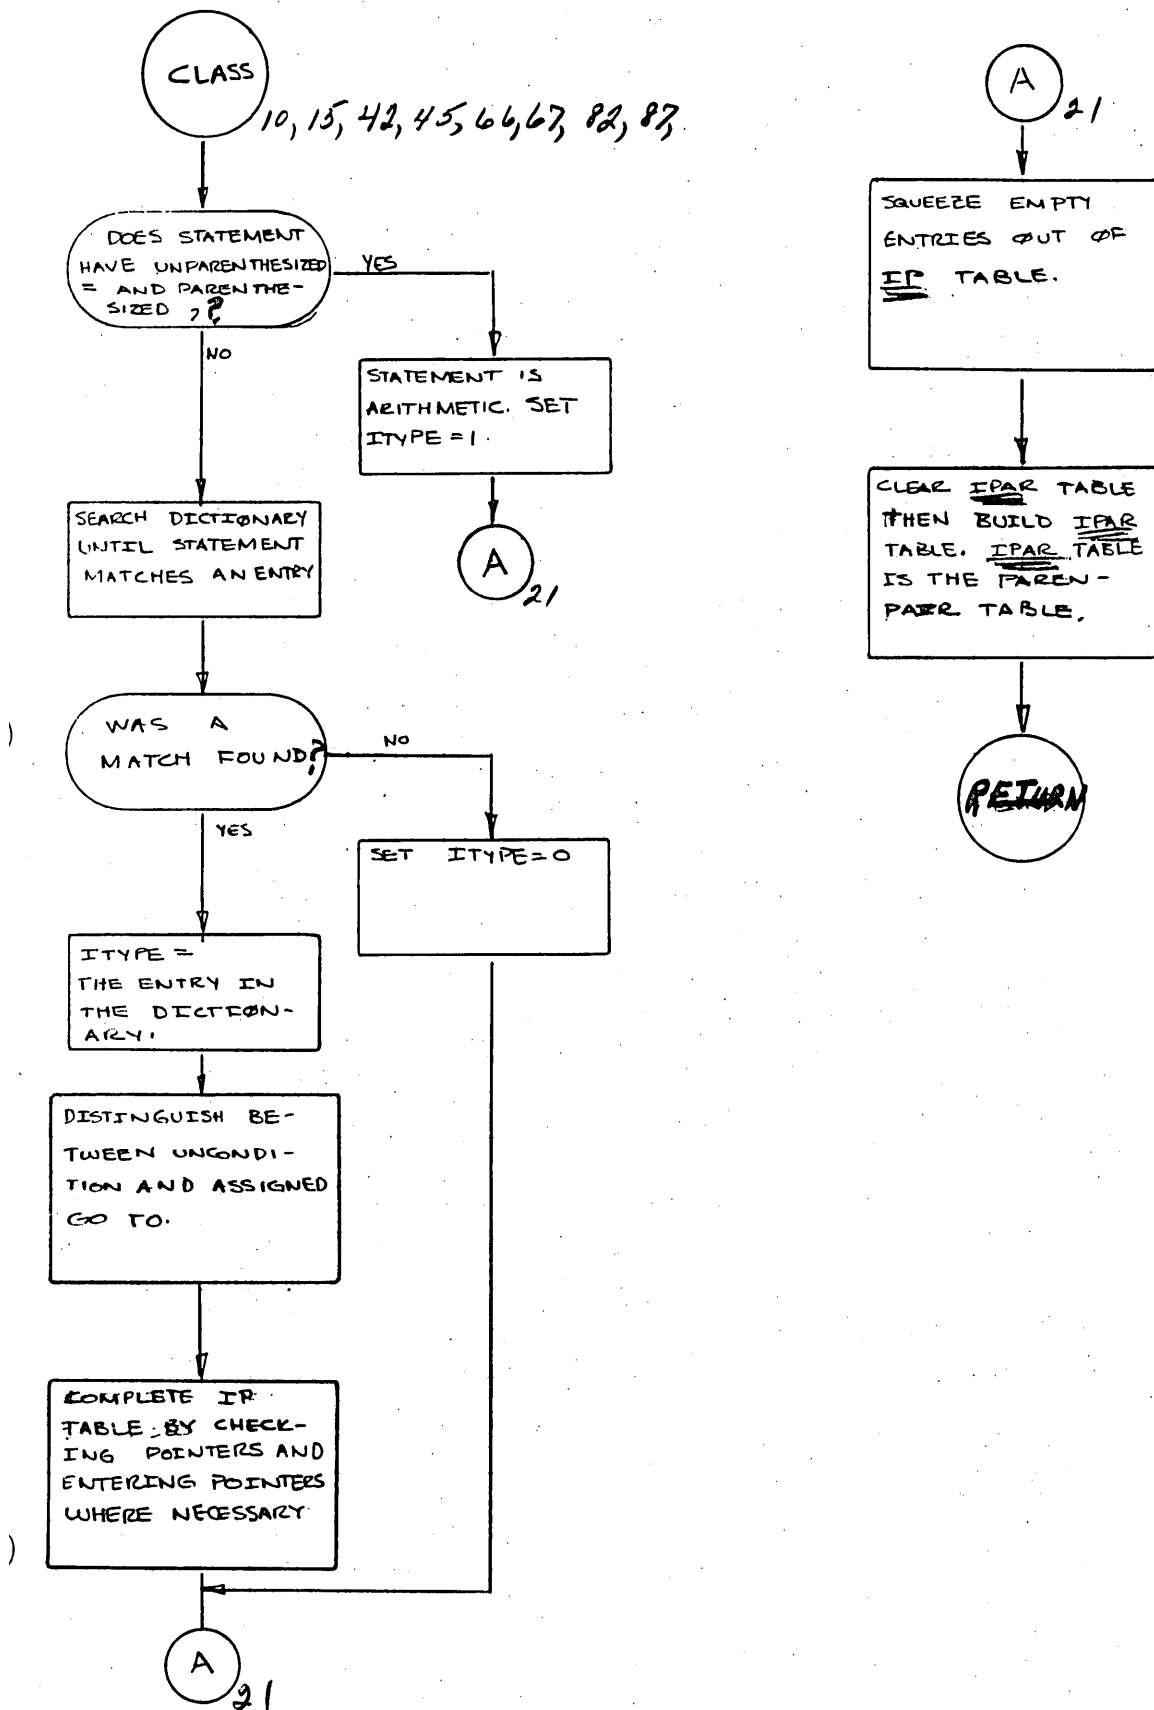 CLASS
10, 15, 42, 45, 66, 67, 82, 87,
DOES STATEMENT
HAVE UNPARENTHESIZED
= AND PARENTHE-
SIZED , ?
YES
NO
STATEMENT IS
ARITHMETIC. SET
ITYPE = 1.
A
21
SEARCH DICTIØNARY
UNTIL STATEMENT
MATCHES AN ENTRY
WAS A
MATCH FOUND?
NO
YES
SET ITYPE=0
ITYPE =
THE ENTRY IN
THE DICTIØN-
ARY.
DISTINGUISH BE-
TWEEN UNCONDI-
TION AND ASSIGNED
GO TO.
COMPLETE IP
TABLE BY CHECK-
ING POINTERS AND
ENTERING POINTERS
WHERE NECESSARY
A
21
A
21
SQUEEZE EMPTY
ENTRIES ØUT ØF
IP TABLE.
CLEAR IPAR TABLE
THEN BUILD IPAR
TABLE. IPAR TABLE
IS THE PAREN-
PAIR TABLE.
RETURN